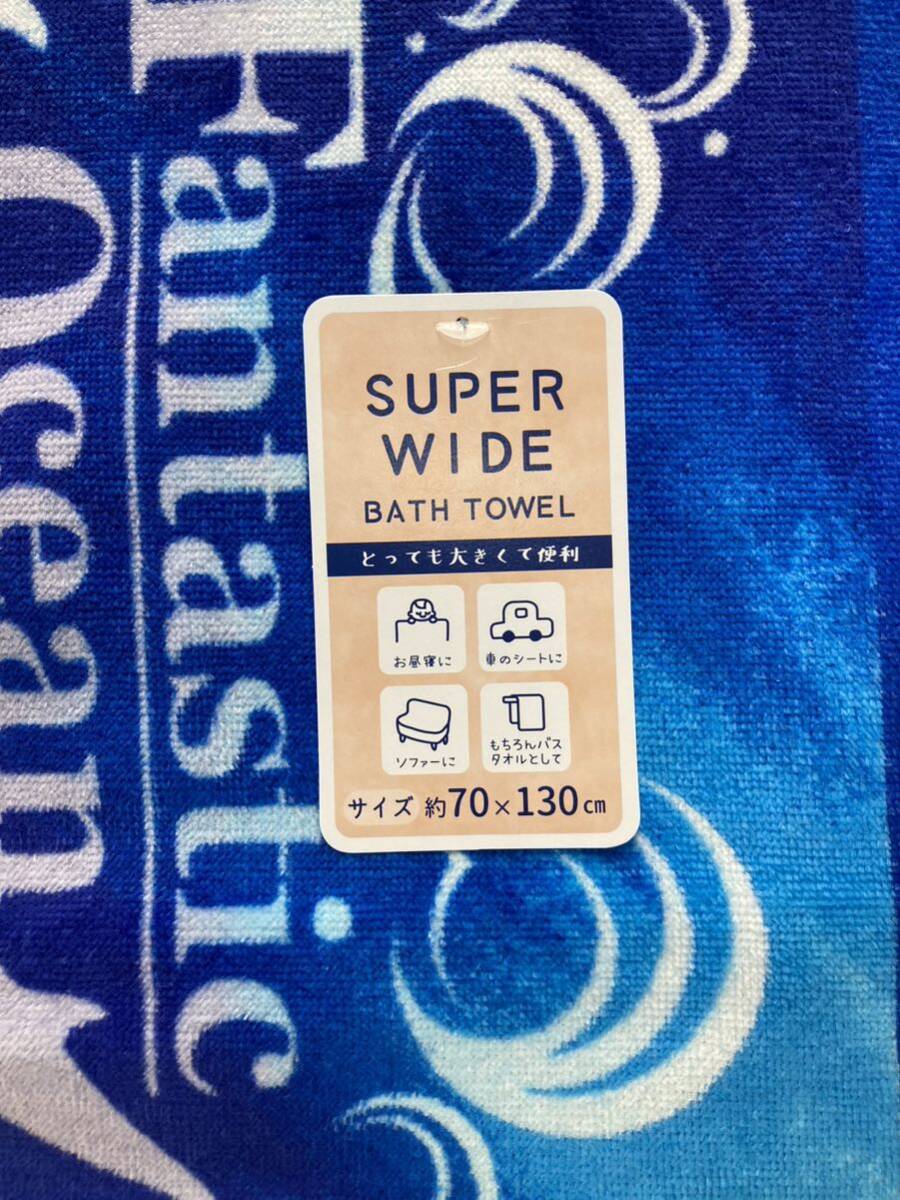 Fantastic
Ocean
SUPER
WIDE
BATH TOWEL
とっても大きくて便利
お昼寝に
車のシートに
ソファーに
もちろんバス
タオルとして
サイズ 約70×130cm